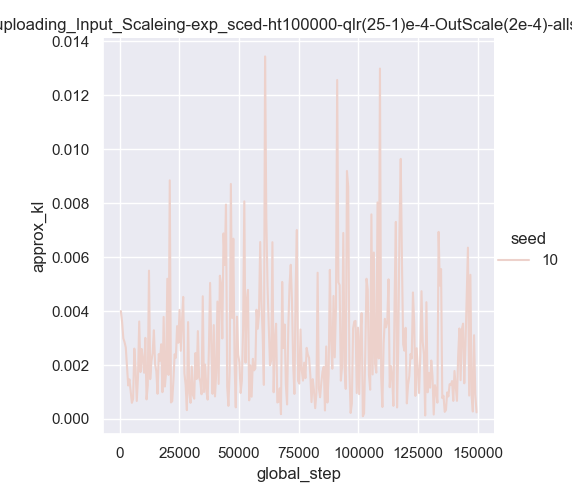 uploading_Input_Scaleing-exp_sced-ht100000-qlr(25-1)e-4-OutScale(2e-4)-alls
0.014
0.012
0.010
0.008
0.006
0.004
0.002
0.000
approx_kl
0 25000 50000 75000 100000 125000 150000
global_step
seed
10